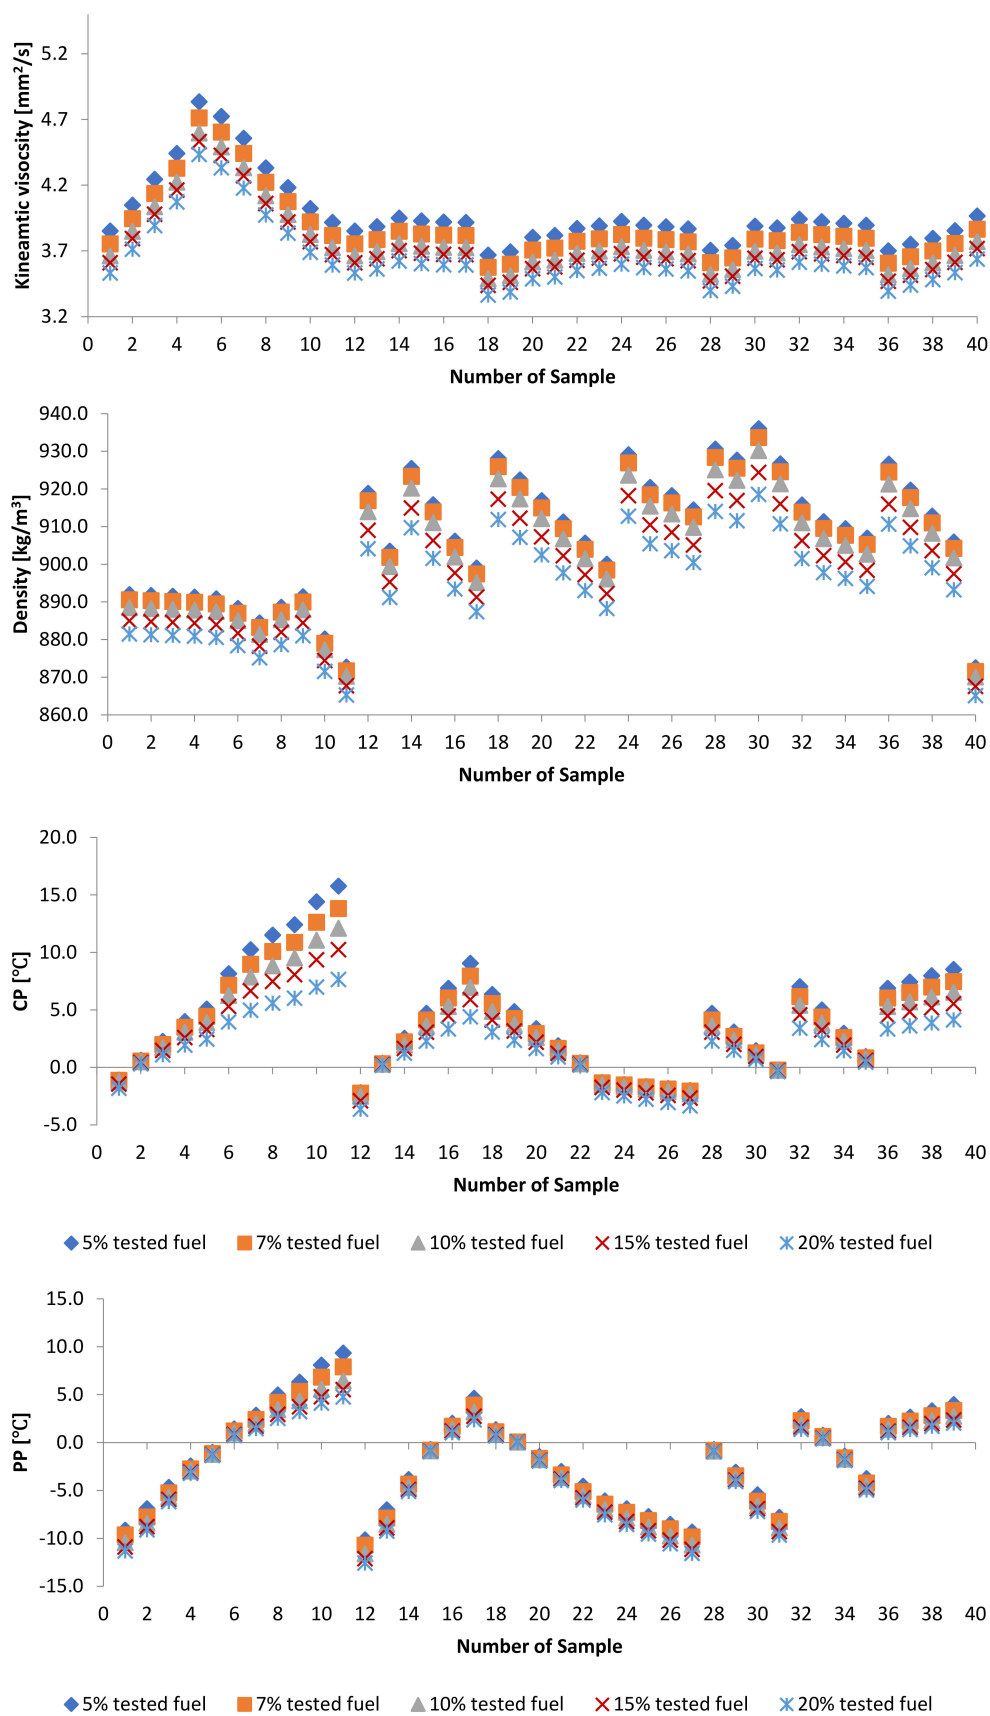 Kineamtic visocsity [mm²/s]
5.2
4.7
4.2
3.7
3.2
0 2 4 6 8 10 12 14 16 18 20 22 24 26 28 30 32 34 36 38 40
Number of Sample
Density [kg/m³]
940.0
930.0
920.0
910.0
900.0
890.0
880.0
870.0
860.0
0 2 4 6 8 10 12 14 16 18 20 22 24 26 28 30 32 34 36 38 40
Number of Sample
CP [°C]
20.0
15.0
10.0
5.0
0.0
-5.0
0 2 4 6 8 10 12 14 16 18 20 22 24 26 28 30 32 34 36 38 40
Number of Sample
5% tested fuel 7% tested fuel 10% tested fuel 15% tested fuel 20% tested fuel
PP [°C]
15.0
10.0
5.0
0.0
-5.0
-10.0
-15.0
0 2 4 6 8 10 12 14 16 18 20 22 24 26 28 30 32 34 36 38 40
Number of Sample
5% tested fuel 7% tested fuel 10% tested fuel 15% tested fuel 20% tested fuel